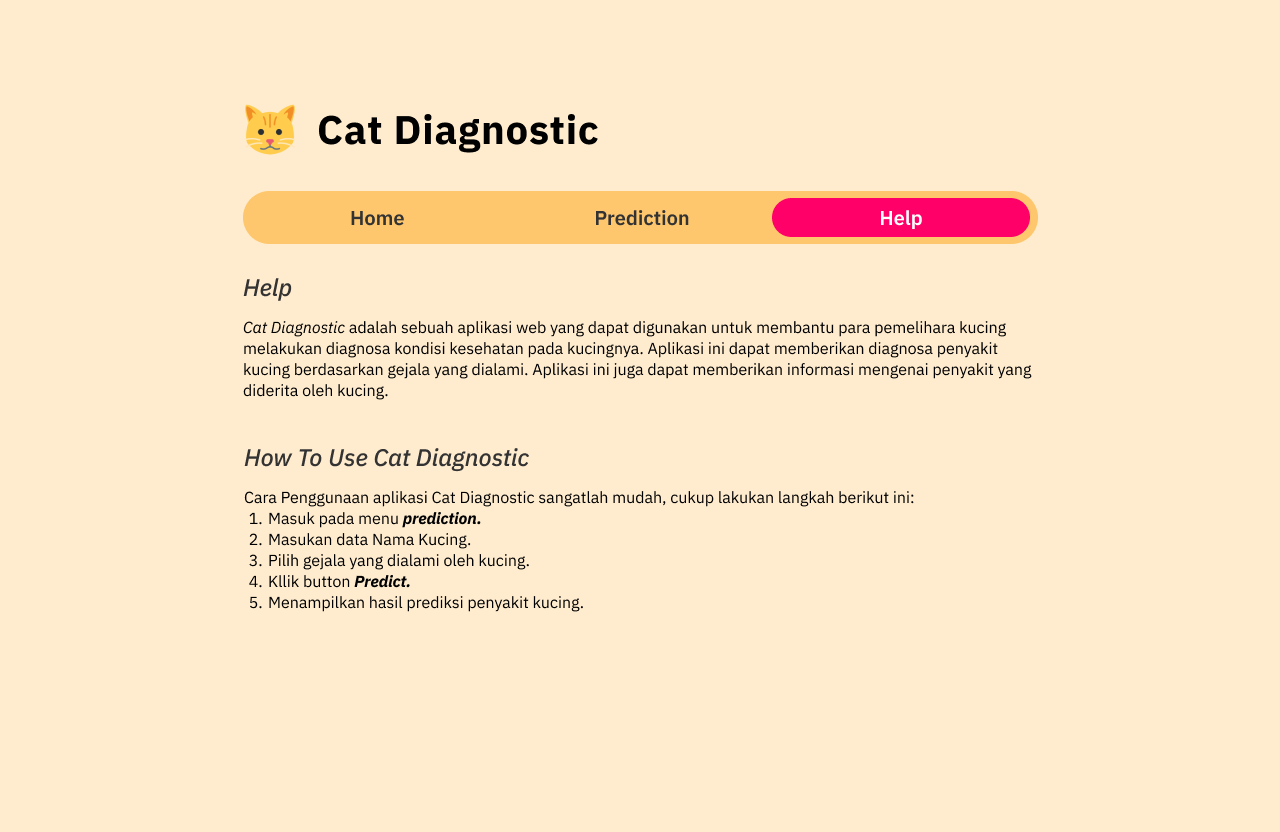 Cat Diagnostic
Home Prediction Help
Help
Cat Diagnostic adalah sebuah aplikasi web yang dapat digunakan untuk membantu para pemelihara kucing
melakukan diagnosa kondisi kesehatan pada kucingnya. Aplikasi ini dapat memberikan diagnosa penyakit
kucing berdasarkan gejala yang dialami. Aplikasi ini juga dapat memberikan informasi mengenai penyakit yang
diderita oleh kucing.
How To Use Cat Diagnostic
Cara Penggunaan aplikasi Cat Diagnostic sangatlah mudah, cukup lakukan langkah berikut ini:
1. Masuk pada menu prediction.
2. Masukan data Nama Kucing.
3. Pilih gejala yang dialami oleh kucing.
4. Kllik button Predict.
5. Menampilkan hasil prediksi penyakit kucing.